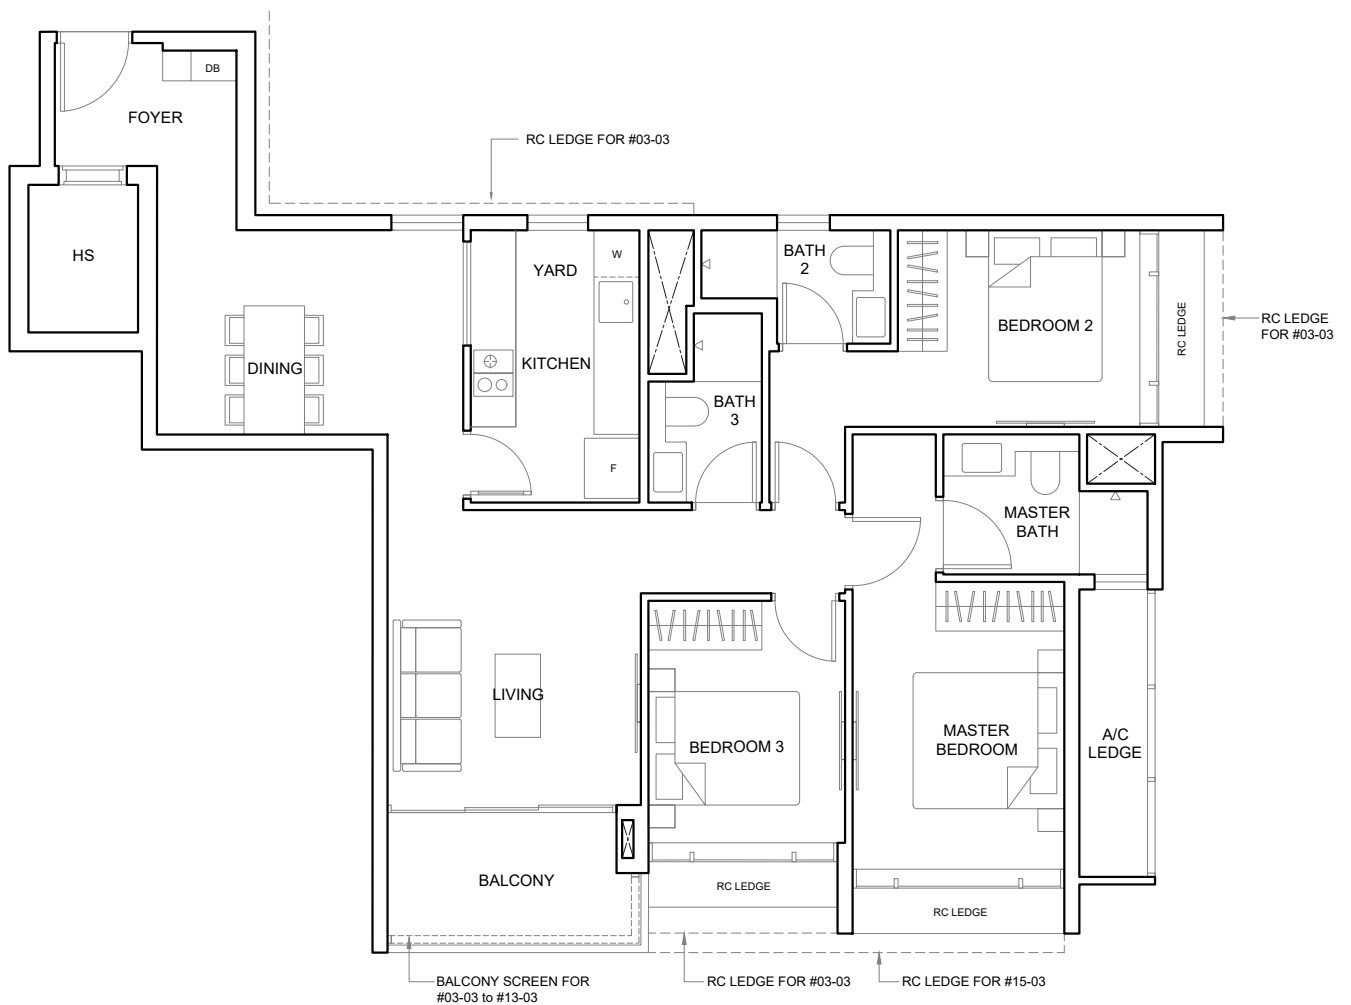 DB
FOYER
RC LEDGE FOR #03-03
HS
YARD
W
BATH
2
BEDROOM 2
RC LEDGE
RC LEDGE
FOR #03-03
DINING
KITCHEN
BATH
3
F
MASTER
BATH
LIVING
BEDROOM 3
MASTER
BEDROOM
A/C
LEDGE
BALCONY
RC LEDGE
RC LEDGE
BALCONY SCREEN FOR
#03-03 to #13-03
RC LEDGE FOR #03-03
RC LEDGE FOR #15-03